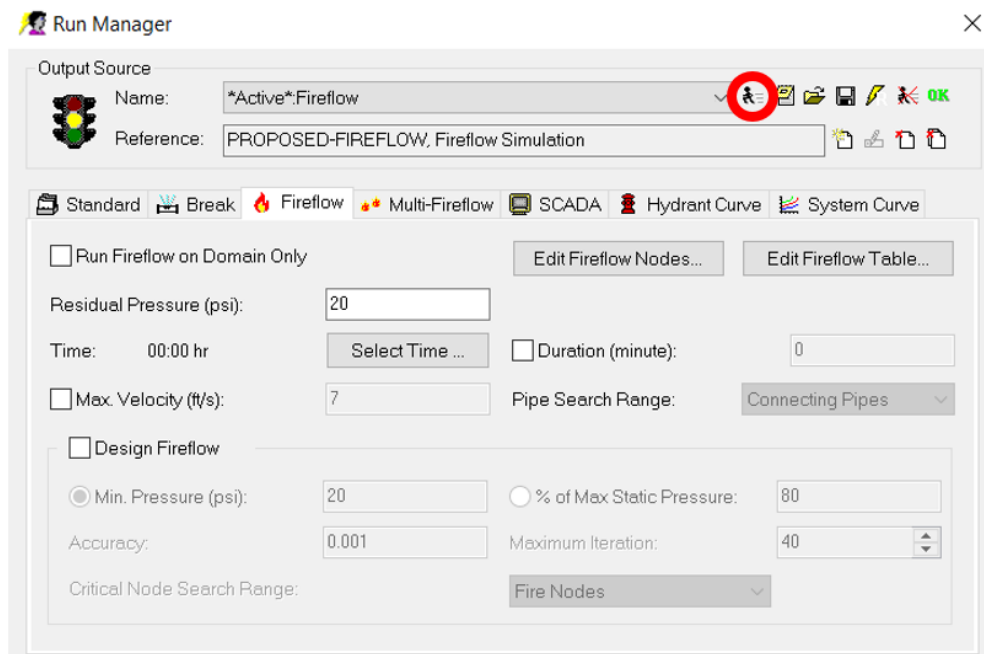 Run Manager
Output Source
Name: *Active*:Fireflow OK
Reference: PROPOSED-FIREFLOW, Fireflow Simulation
Standard Break Fireflow Multi-Fireflow SCADA Hydrant Curve System Curve
Run Fireflow on Domain Only Edit Fireflow Nodes... Edit Fireflow Table...
Residual Pressure (psi): 20
Time: 00:00 hr Select Time ... Duration (minute): 0
Max. Velocity (ft/s): 7 Pipe Search Range: Connecting Pipes
Design Fireflow
Min. Pressure (psi): 20 % of Max Static Pressure: 80
Accuracy: 0.001 Maximum Iteration: 40
Critical Node Search Range: Fire Nodes